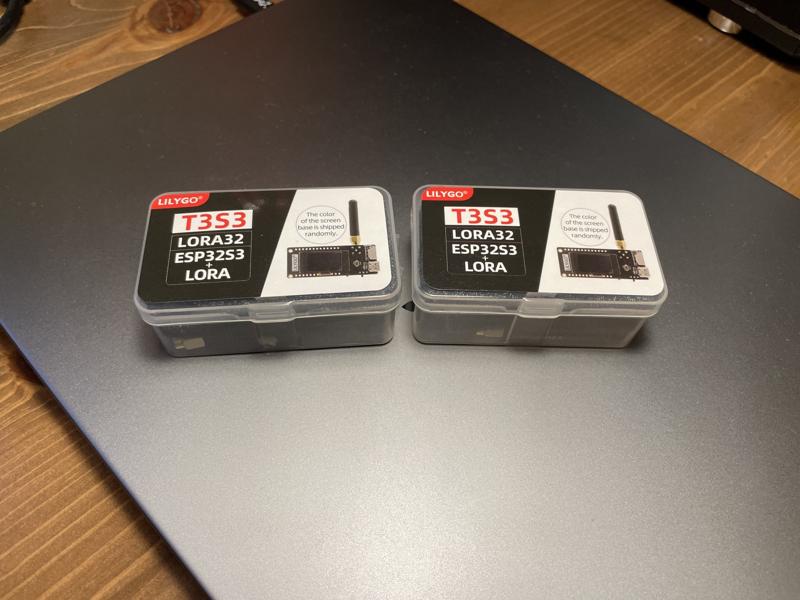 LILYGO®
T3S3
LORA32
ESP32S3
+
LORA
The color
of the screen
base is shipped
randomly.
LILYGO®
T3S3
LORA32
ESP32S3
+
LORA
The color
of the screen
base is shipped
randomly.